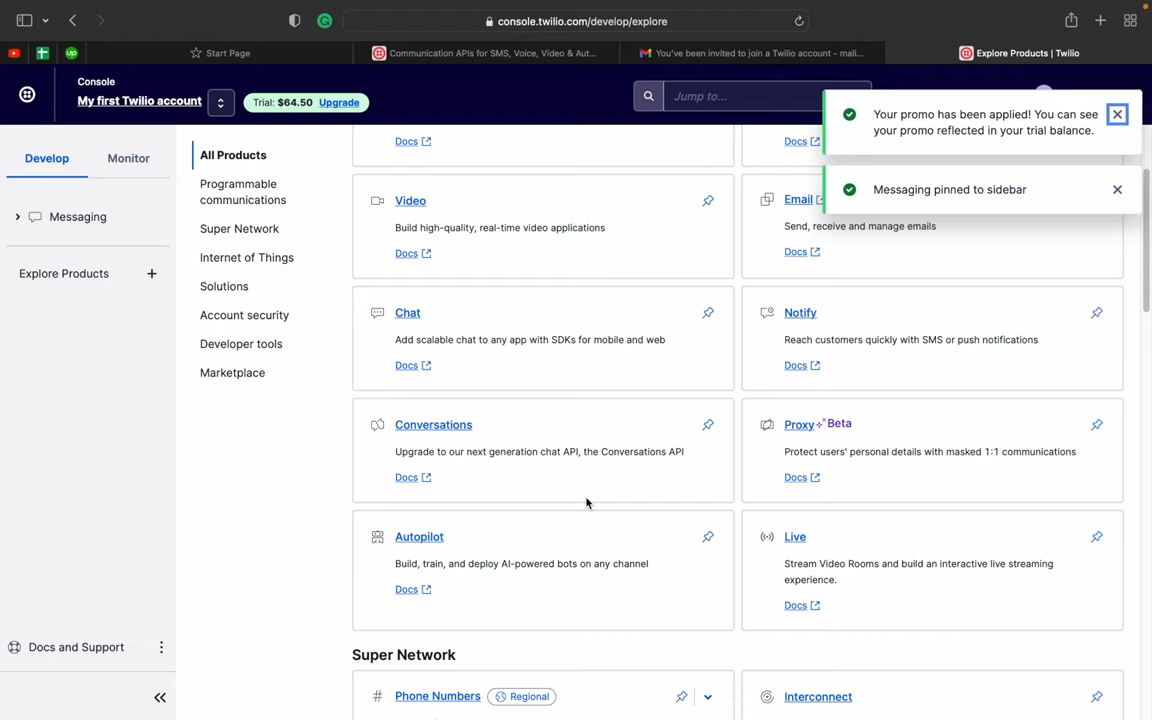 console.twilio.com/develop/explore
Start Page
Communication APIs for SMS, Voice, Video & Aut...
You've been invited to join a Twilio account - mali...
Explore Products | Twilio
up
Console
My first Twilio account
Trial: $64.50 Upgrade
Jump to...
Your promo has been applied! You can see
your promo reflected in your trial balance.
Messaging pinned to sidebar
Develop
Monitor
Messaging
Explore Products
Docs and Support
All Products
Programmable
communications
Super Network
Internet of Things
Solutions
Account security
Developer tools
Marketplace
Docs
Docs
Video
Build high-quality, real-time video applications
Docs
Email
Send, receive and manage emails
Docs
Chat
Add scalable chat to any app with SDKs for mobile and web
Docs
Notify
Reach customers quickly with SMS or push notifications
Docs
Conversations
Upgrade to our next generation chat API, the Conversations API
Docs
Proxy Beta
Protect users' personal details with masked 1:1 communications
Docs
Autopilot
Build, train, and deploy AI-powered bots on any channel
Docs
Live
Stream Video Rooms and build an interactive live streaming
experience.
Docs
Super Network
Phone Numbers Regional
Interconnect